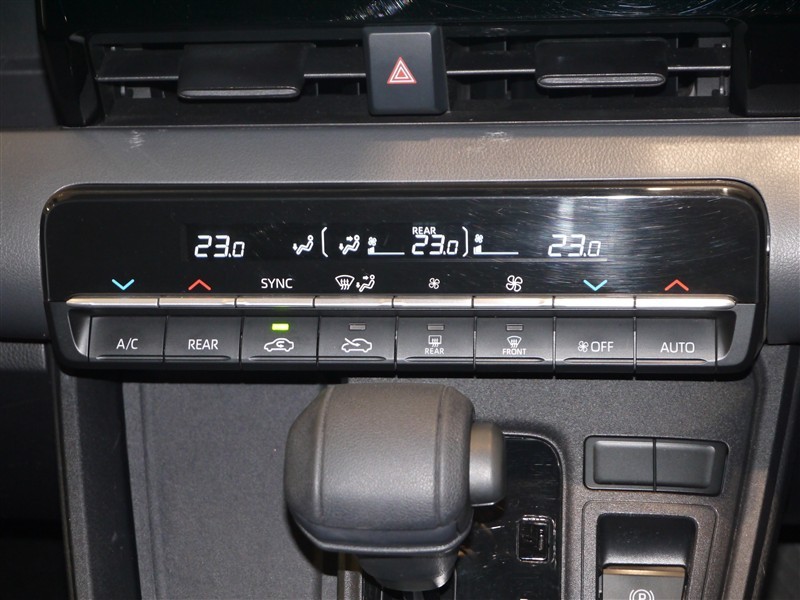 REAR
23.0 23.0 23.0
SYNC
A/C REAR REAR FRONT OFF AUTO
P